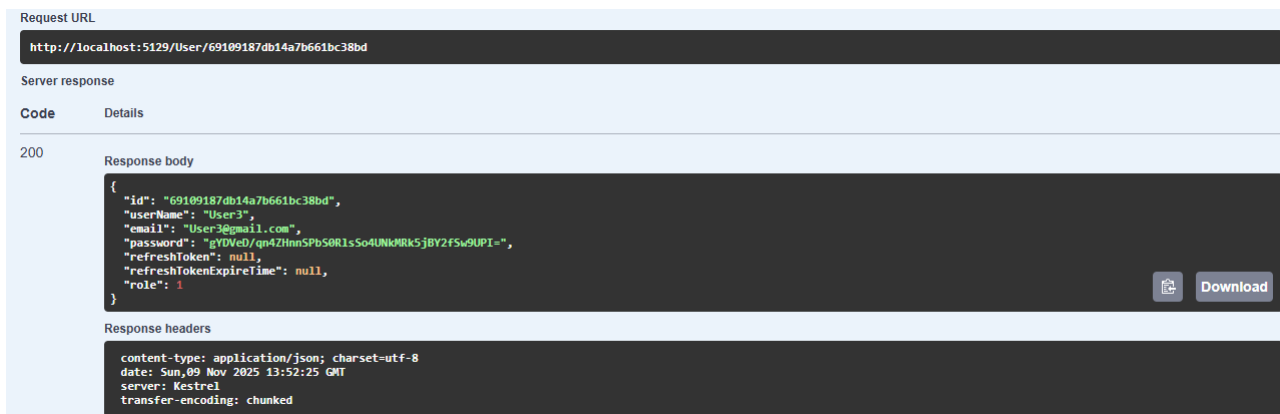 Request URL
http://localhost:5129/User/69109187db14a7b661bc38bd
Server response
Code Details
200
Response body
{
"id": "69109187db14a7b661bc38bd",
"userName": "User3",
"email": "User3@gmail.com",
"password": "gYDVeD/qn4ZHnnSPbS0RlsSo4UNkMRk5jBY2fSw9UPI=",
"refreshToken": null,
"refreshTokenExpireTime": null,
"role": 1
}
Download
Response headers
content-type: application/json; charset=utf-8
date: Sun,09 Nov 2025 13:52:25 GMT
server: Kestrel
transfer-encoding: chunked